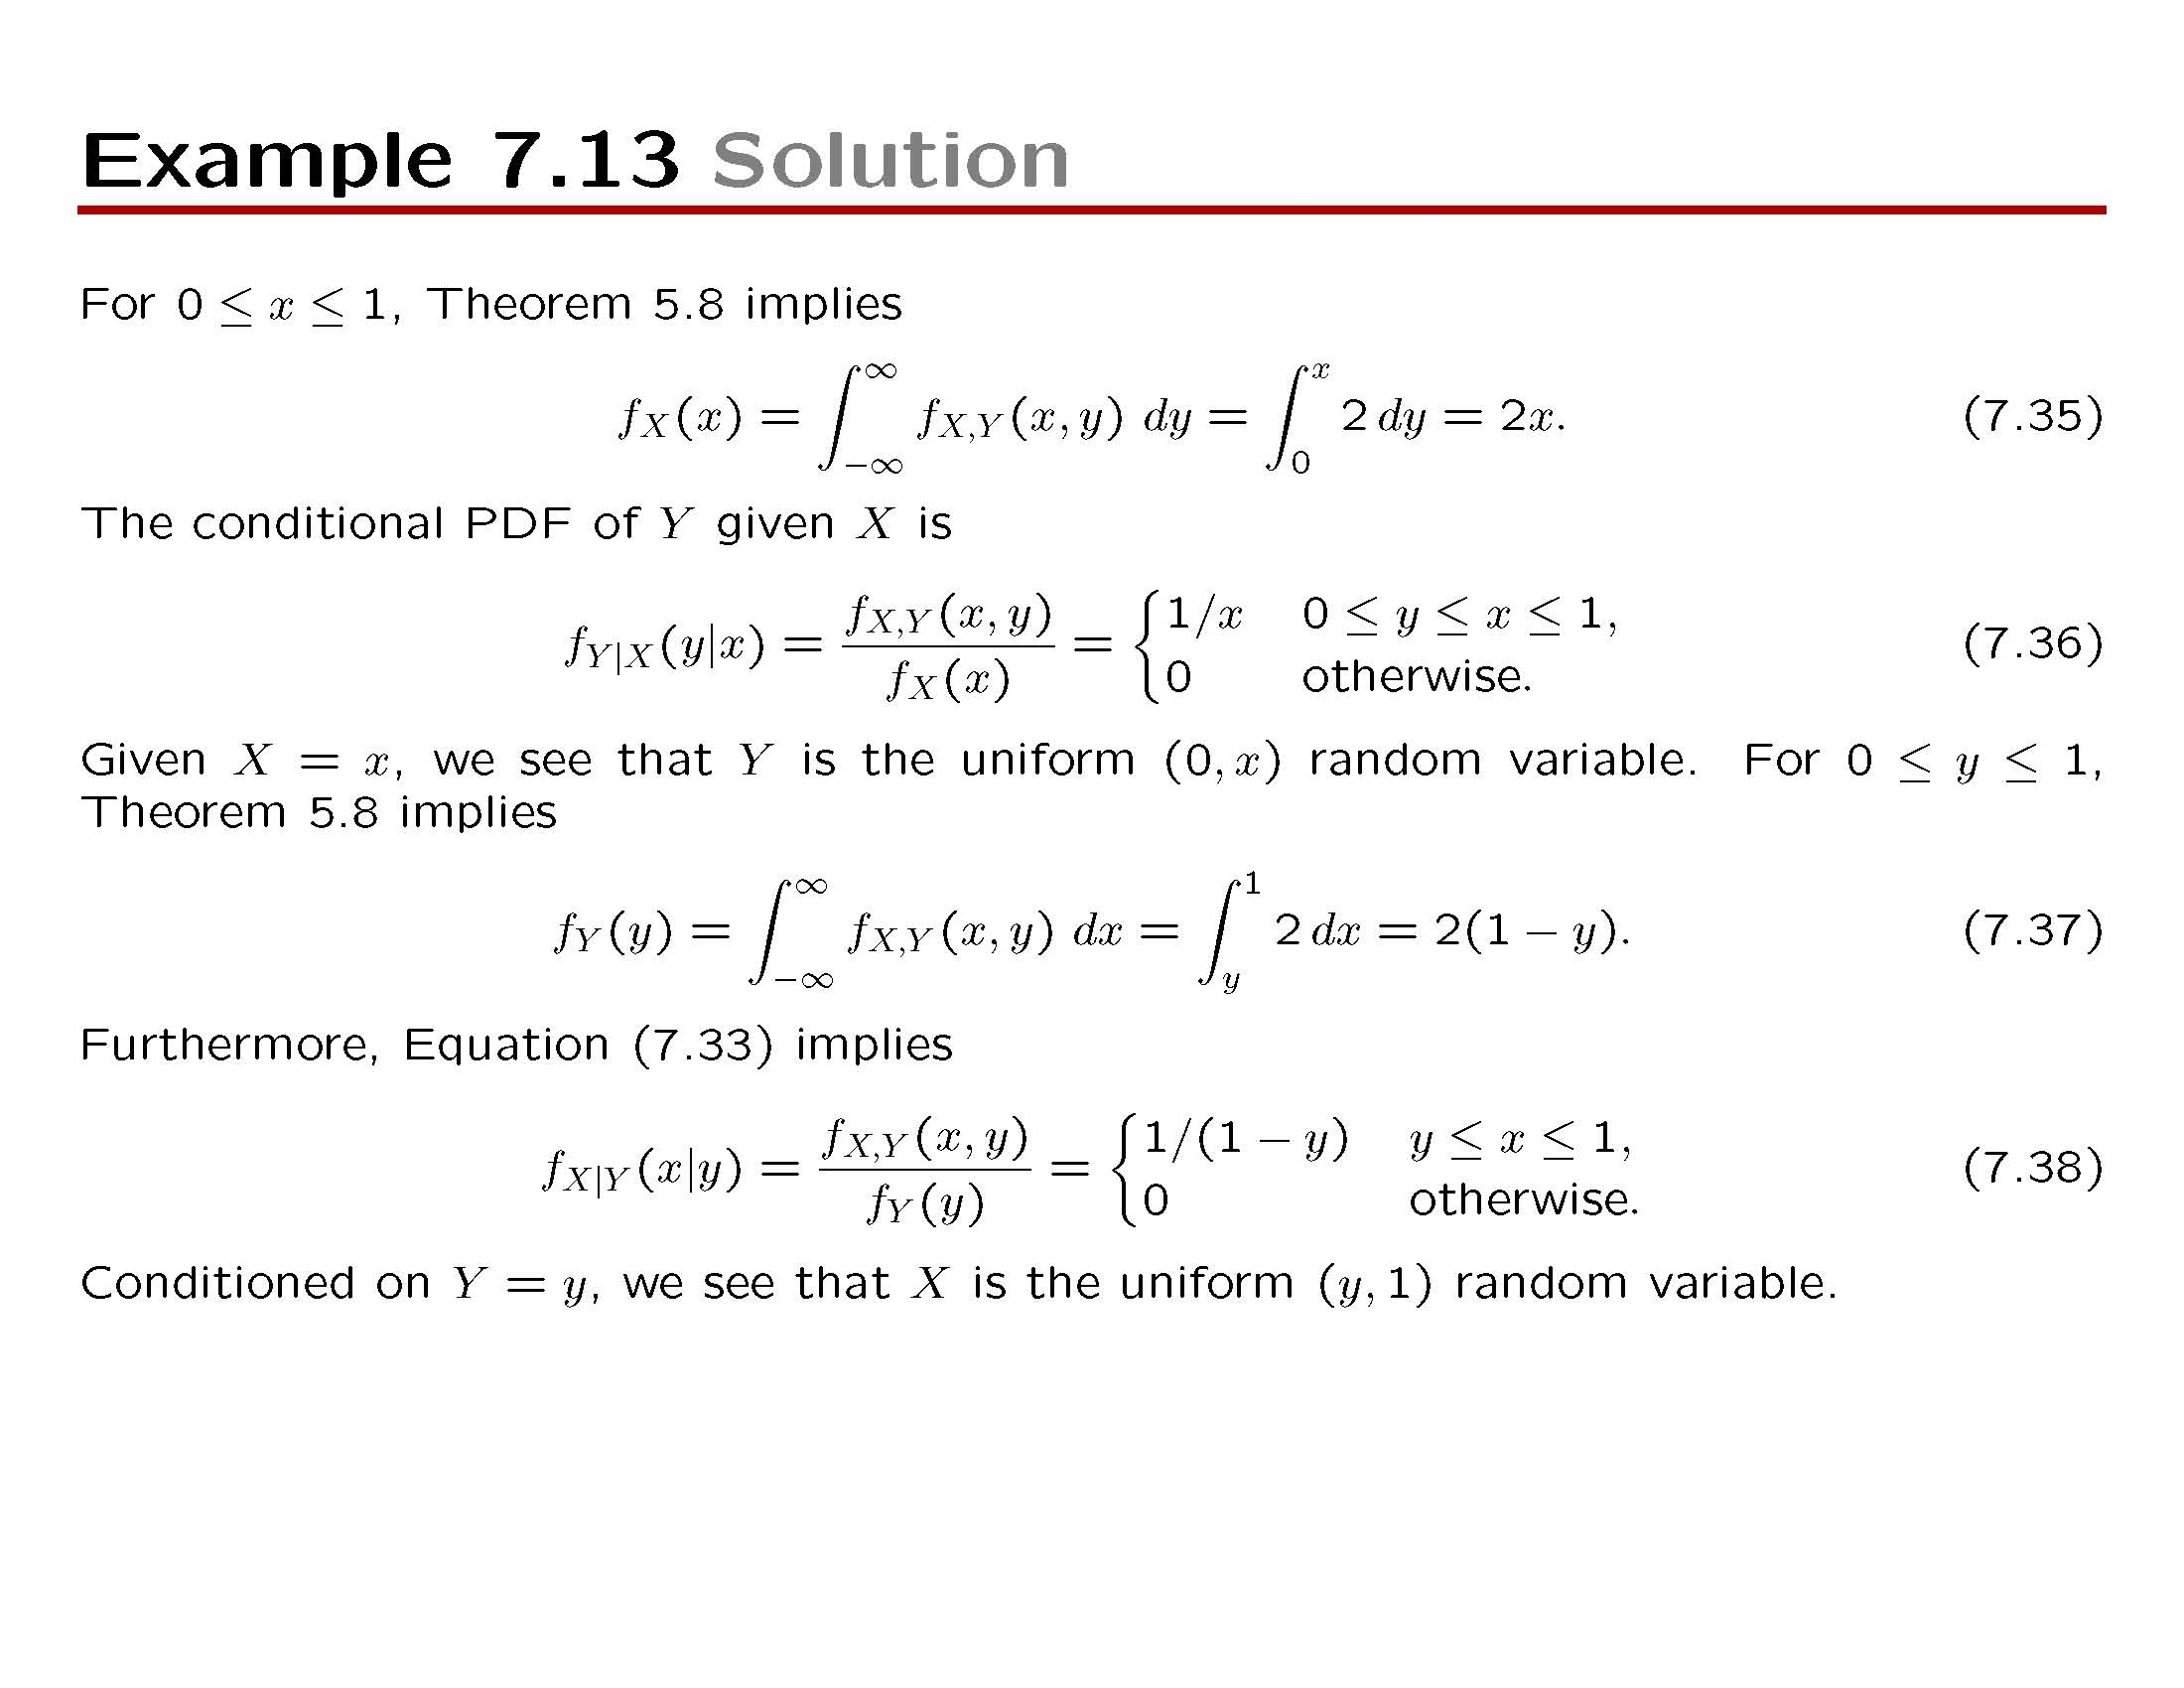 Example 7.13 Solution
For 0 ≤ x ≤ 1, Theorem 5.8 implies
f_X(x) = ∫_{−∞}^{∞} f_{X,Y}(x, y) dy = ∫_0^x 2 dy = 2x. (7.35)
The conditional PDF of Y given X is
f_{Y|X}(y|x) = f_{X,Y}(x, y) / f_X(x) = { 1/x 0 ≤ y ≤ x ≤ 1, 0 otherwise. (7.36)
Given X = x, we see that Y is the uniform (0, x) random variable. For 0 ≤ y ≤ 1,
Theorem 5.8 implies
f_Y(y) = ∫_{−∞}^{∞} f_{X,Y}(x, y) dx = ∫_y^1 2 dx = 2(1 − y). (7.37)
Furthermore, Equation (7.33) implies
f_{X|Y}(x|y) = f_{X,Y}(x, y) / f_Y(y) = { 1/(1 − y) y ≤ x ≤ 1, 0 otherwise. (7.38)
Conditioned on Y = y, we see that X is the uniform (y, 1) random variable.